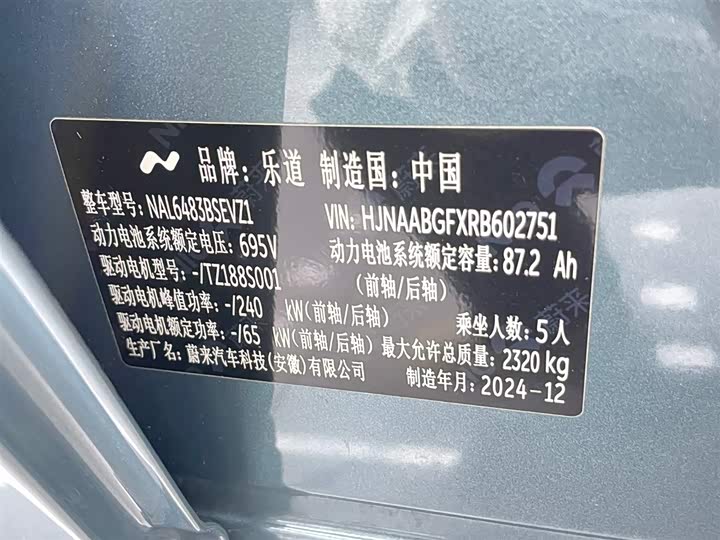 品牌：乐道 制造国：中国
整车型号：NAL6483BSEVZ1 VIN: HJNAABGFXRB602751
动力电池系统额定电压：695V 动力电池系统额定容量：87.2 Ah
驱动电机型号：-/TZ188S001 (前轴/后轴)
驱动电机峰值功率：-/240 kW(前轴/后轴) 乘坐人数：5人
驱动电机额定功率：-/65 kW(前轴/后轴) 最大允许总质量：2320kg
生产厂名：蔚来汽车科技(安徽)有限公司 制造年月：2024-12